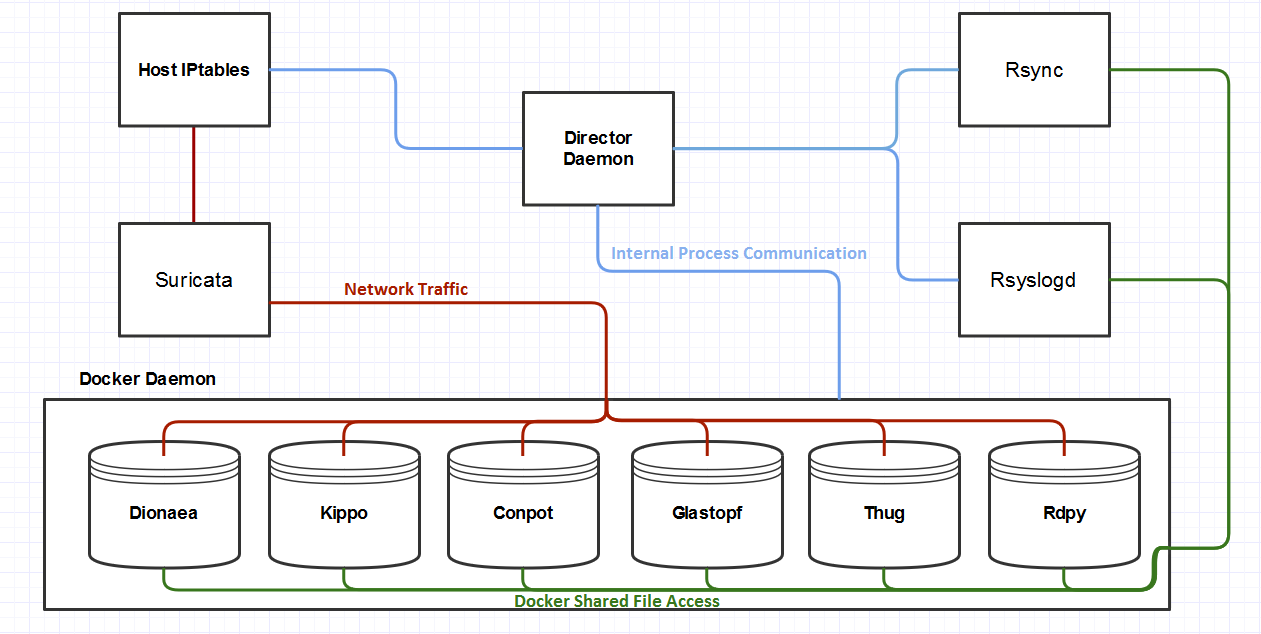 Host IPtables
Rsync
Director
Daemon
Internal Process Communication
Suricata
Rsyslogd
Network Traffic
Docker Daemon
Dionaea
Kippo
Conpot
Glastopf
Thug
Rdpy
Docker Shared File Access